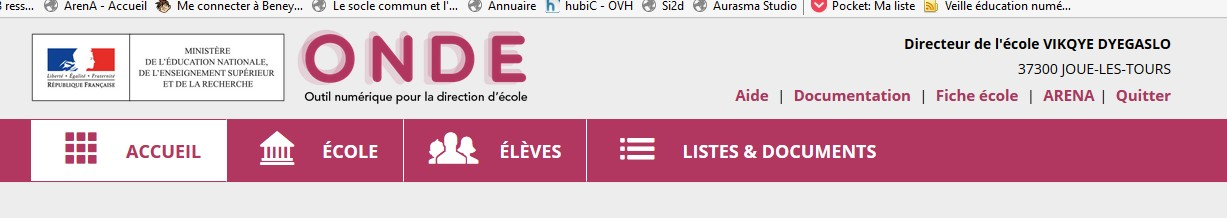 ress... ArenA - Accueil Me connecter à Beney... Le socle commun et l'... Annuaire hubiC - OVH Si2d Aurasma Studio Pocket: Ma liste Veille éducation numé...
Liberté • Égalité • Fraternité
RÉPUBLIQUE FRANÇAISE
MINISTÈRE
DE L'ÉDUCATION NATIONALE,
DE L'ENSEIGNEMENT SUPÉRIEUR
ET DE LA RECHERCHE
ONDE
Outil numérique pour la direction d'école
Directeur de l'école VIKQYE DYEGASLO
37300 JOUE-LES-TOURS
Aide | Documentation | Fiche école | ARENA | Quitter
ACCUEIL ÉCOLE ÉLÈVES LISTES & DOCUMENTS